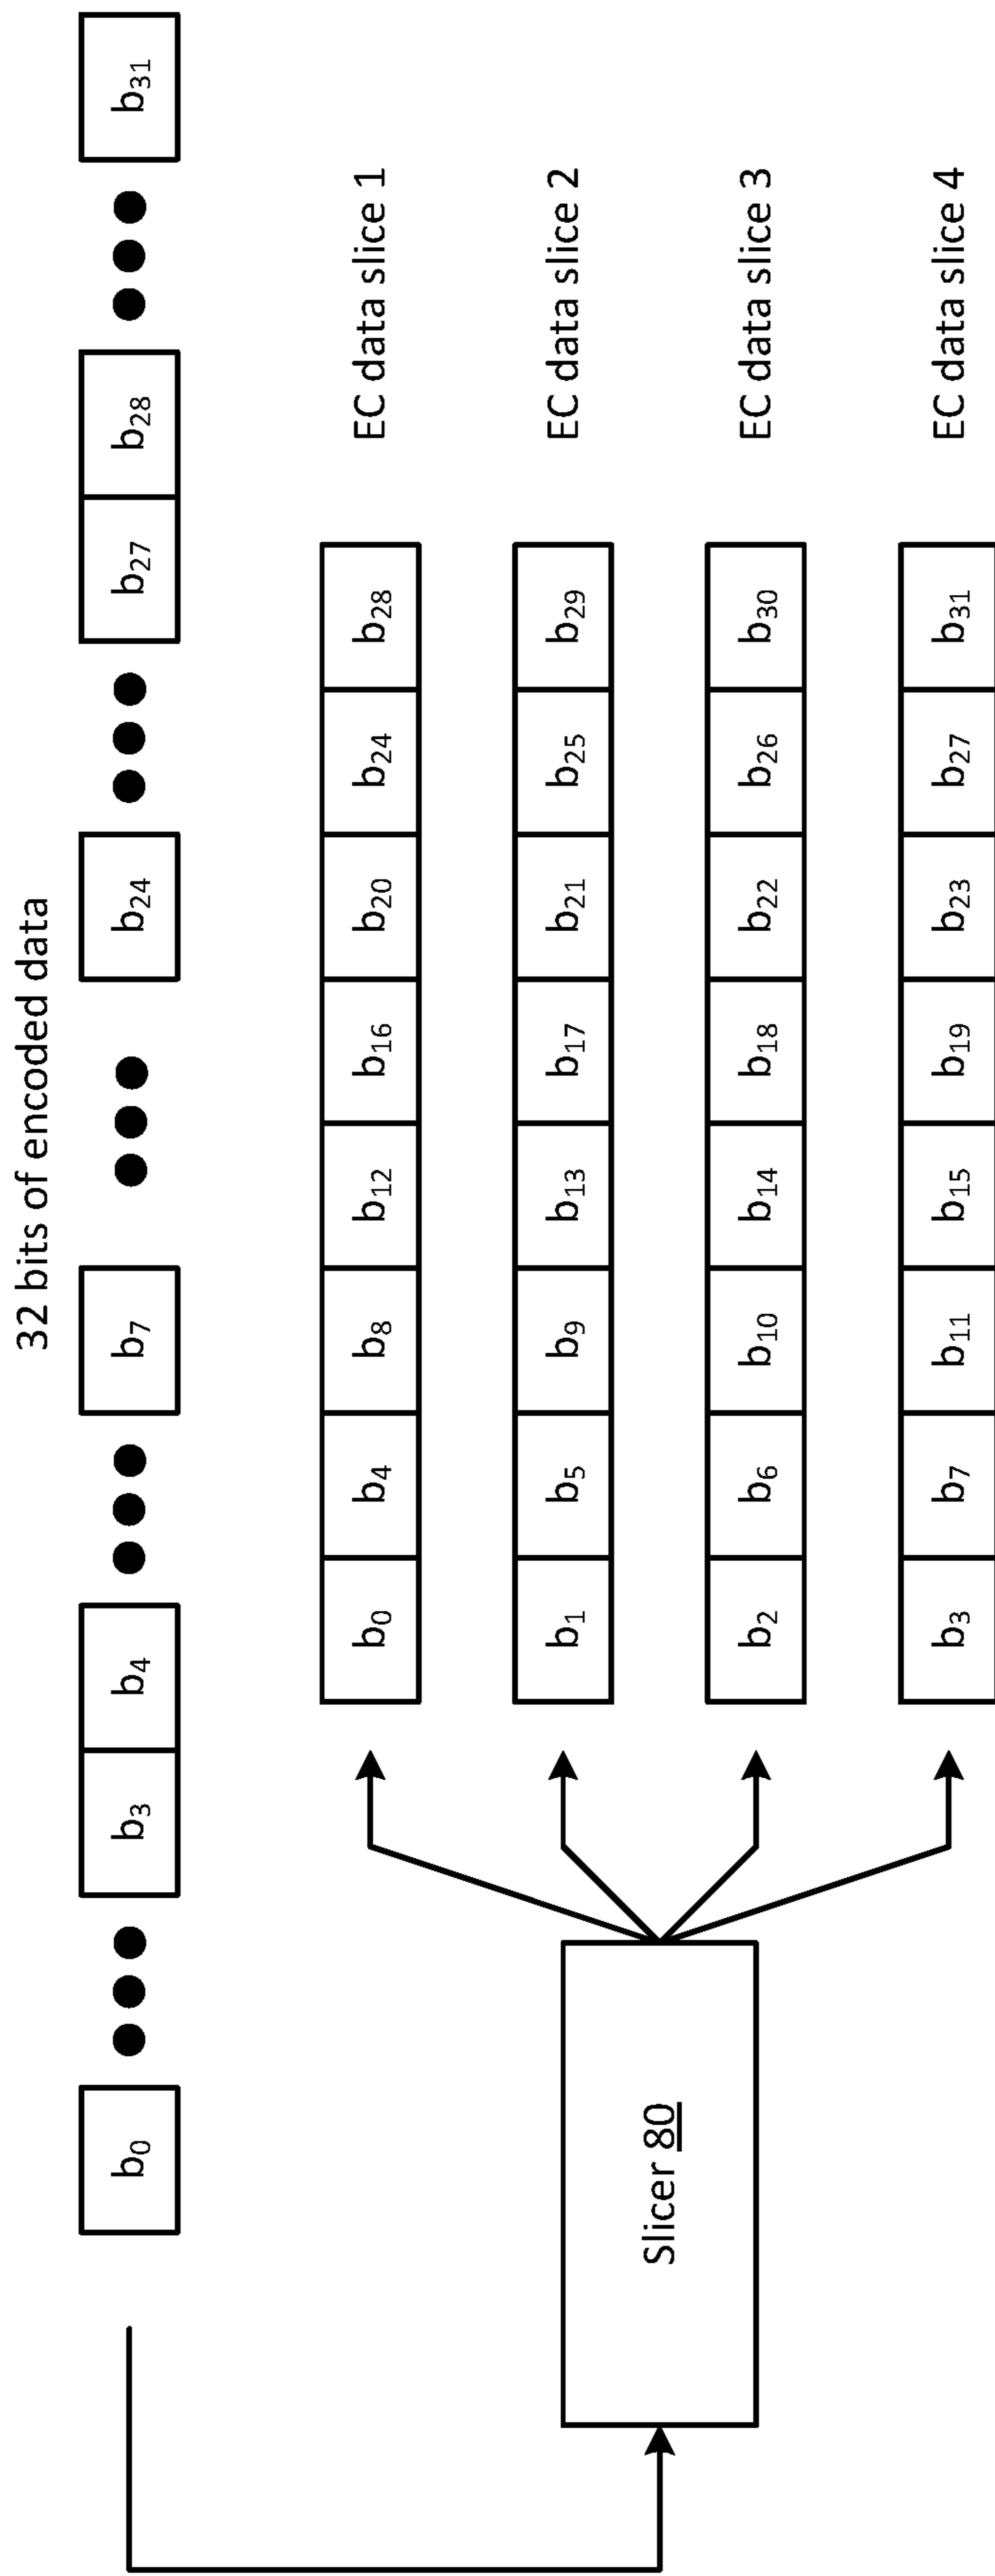 32 bits of encoded data
b0 b3 b4 b7 b24 b27 b28 b31
b0 b4 b8 b12 b16 b20 b24 b28 EC data slice 1
b1 b5 b9 b13 b17 b21 b25 b29 EC data slice 2
Slicer 80
b2 b6 b10 b14 b18 b22 b26 b30 EC data slice 3
b3 b7 b11 b15 b19 b23 b27 b31 EC data slice 4